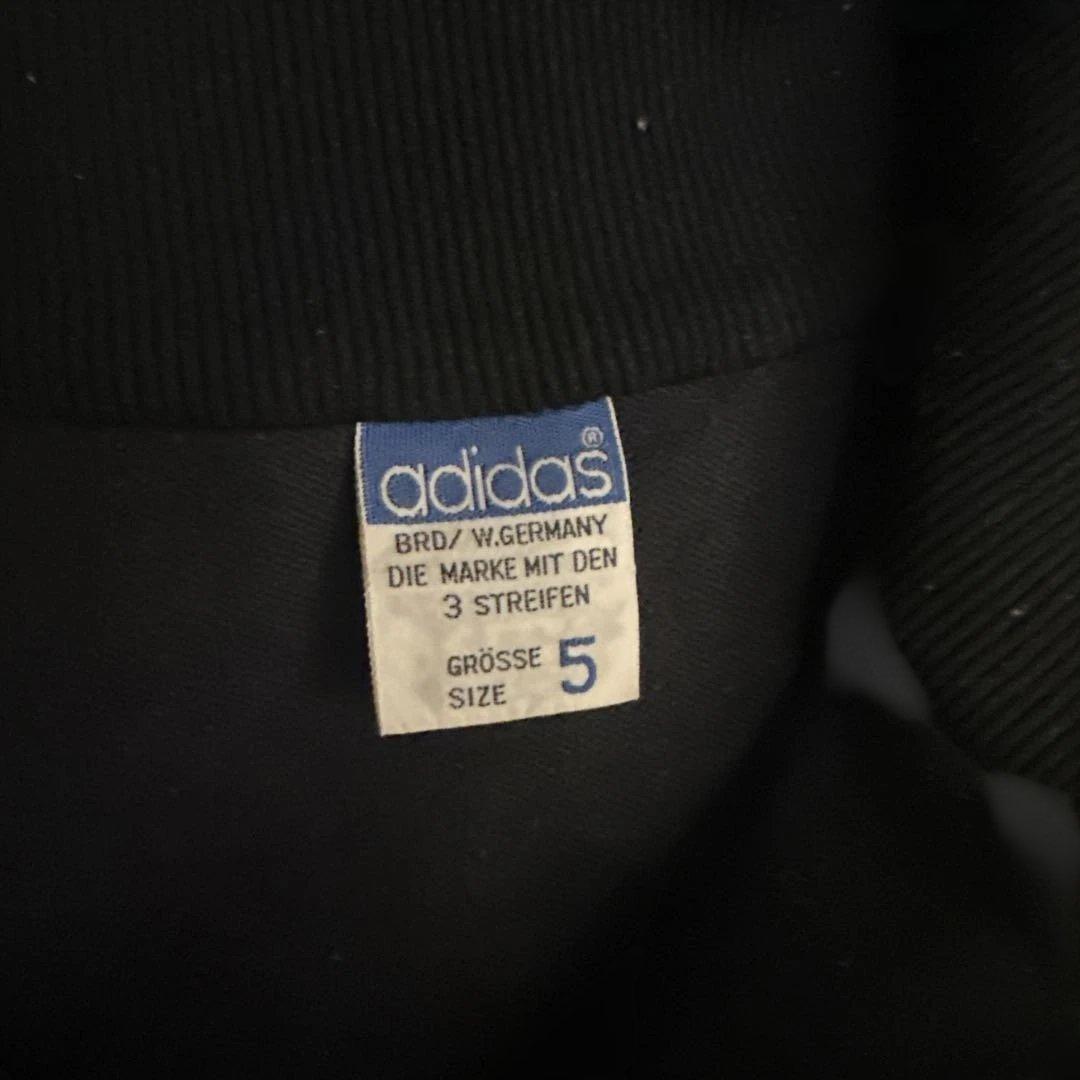 adidas®
BRD/ W.GERMANY
DIE MARKE MIT DEN
3 STREIFEN
GRÖSSE 5
SIZE